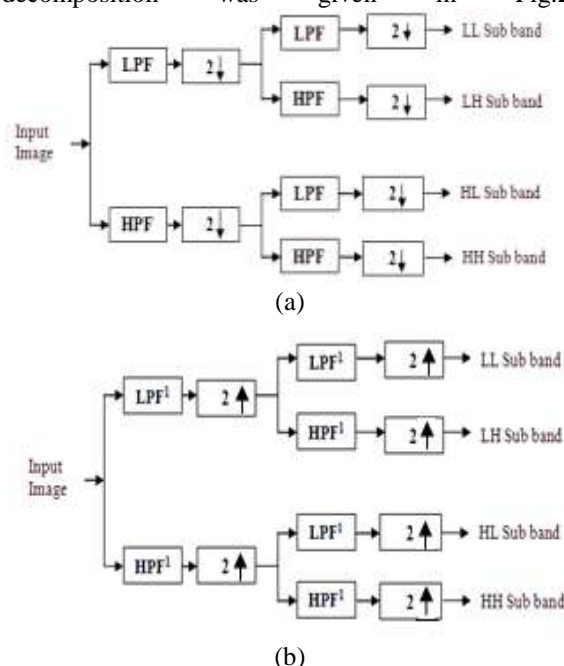 decomposition was given in Fig.2
LPF 2↓ LL Sub band
LPF 2↓
HPF 2↓ LH Sub band
Input
Image
LPF 2↓ HL Sub band
HPF 2↓
HPF 2↓ HH Sub band
(a)
LPF¹ 2↑ LL Sub band
LPF¹ 2↑
HPF¹ 2↑ LH Sub band
Input
Image
LPF¹ 2↑ HL Sub band
HPF¹ 2↑
HPF¹ 2↑ HH Sub band
(b)